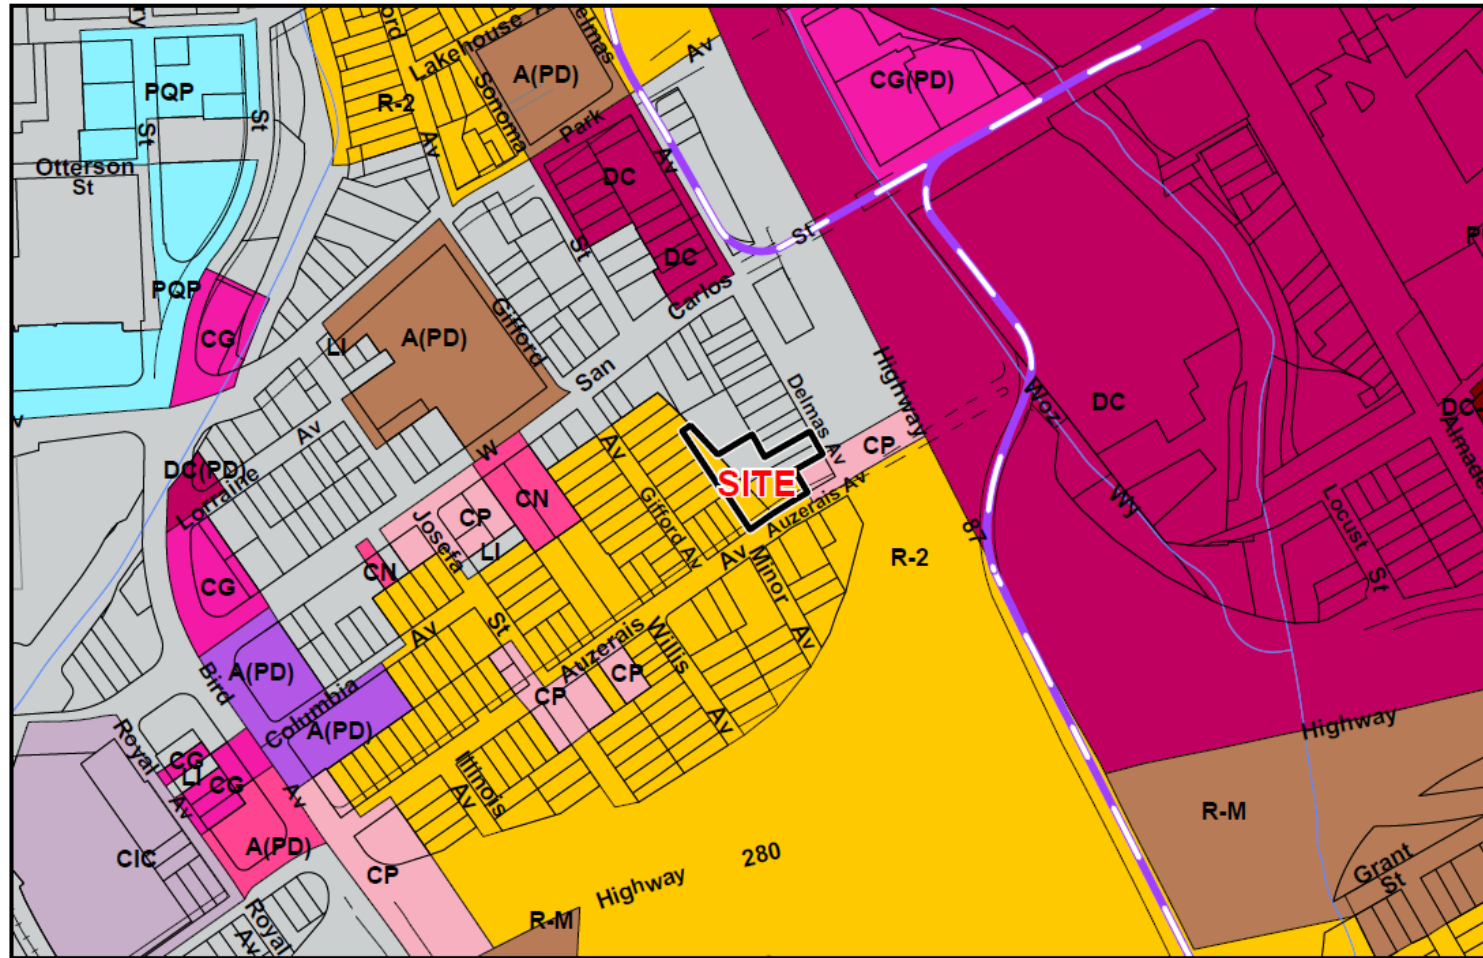 Lakehouse
Av
Delmas
Av
CG(PD)
PQP
A(PD)
R-2
Sonoma
St
St
Av
Park
Av
Otterson
St
DC
St
St
DC
PQP
Carlos
CG
A(PD)
LI
Gifford
San
Highway
DC
Woz
Wy
Av
Delmas Av
CP
DC
Almaden
W
DC(PD)
Lorraine
CN
Av
SITE
Gifford Av
Auzerais Av
CP
Josefa
LI
Locust
St
87
CN
R-2
CG
Av
Minor
Av
St
Auzerais
Willis
Av
A(PD)
Bird
CP
CP
Columbia
A(PD)
Av
Royal
Av
Highway
CG
LI
CG
Av
Illinois
Av
R-M
A(PD)
CIC
CP
280
Highway
Grant
St
Royal
Av
R-M